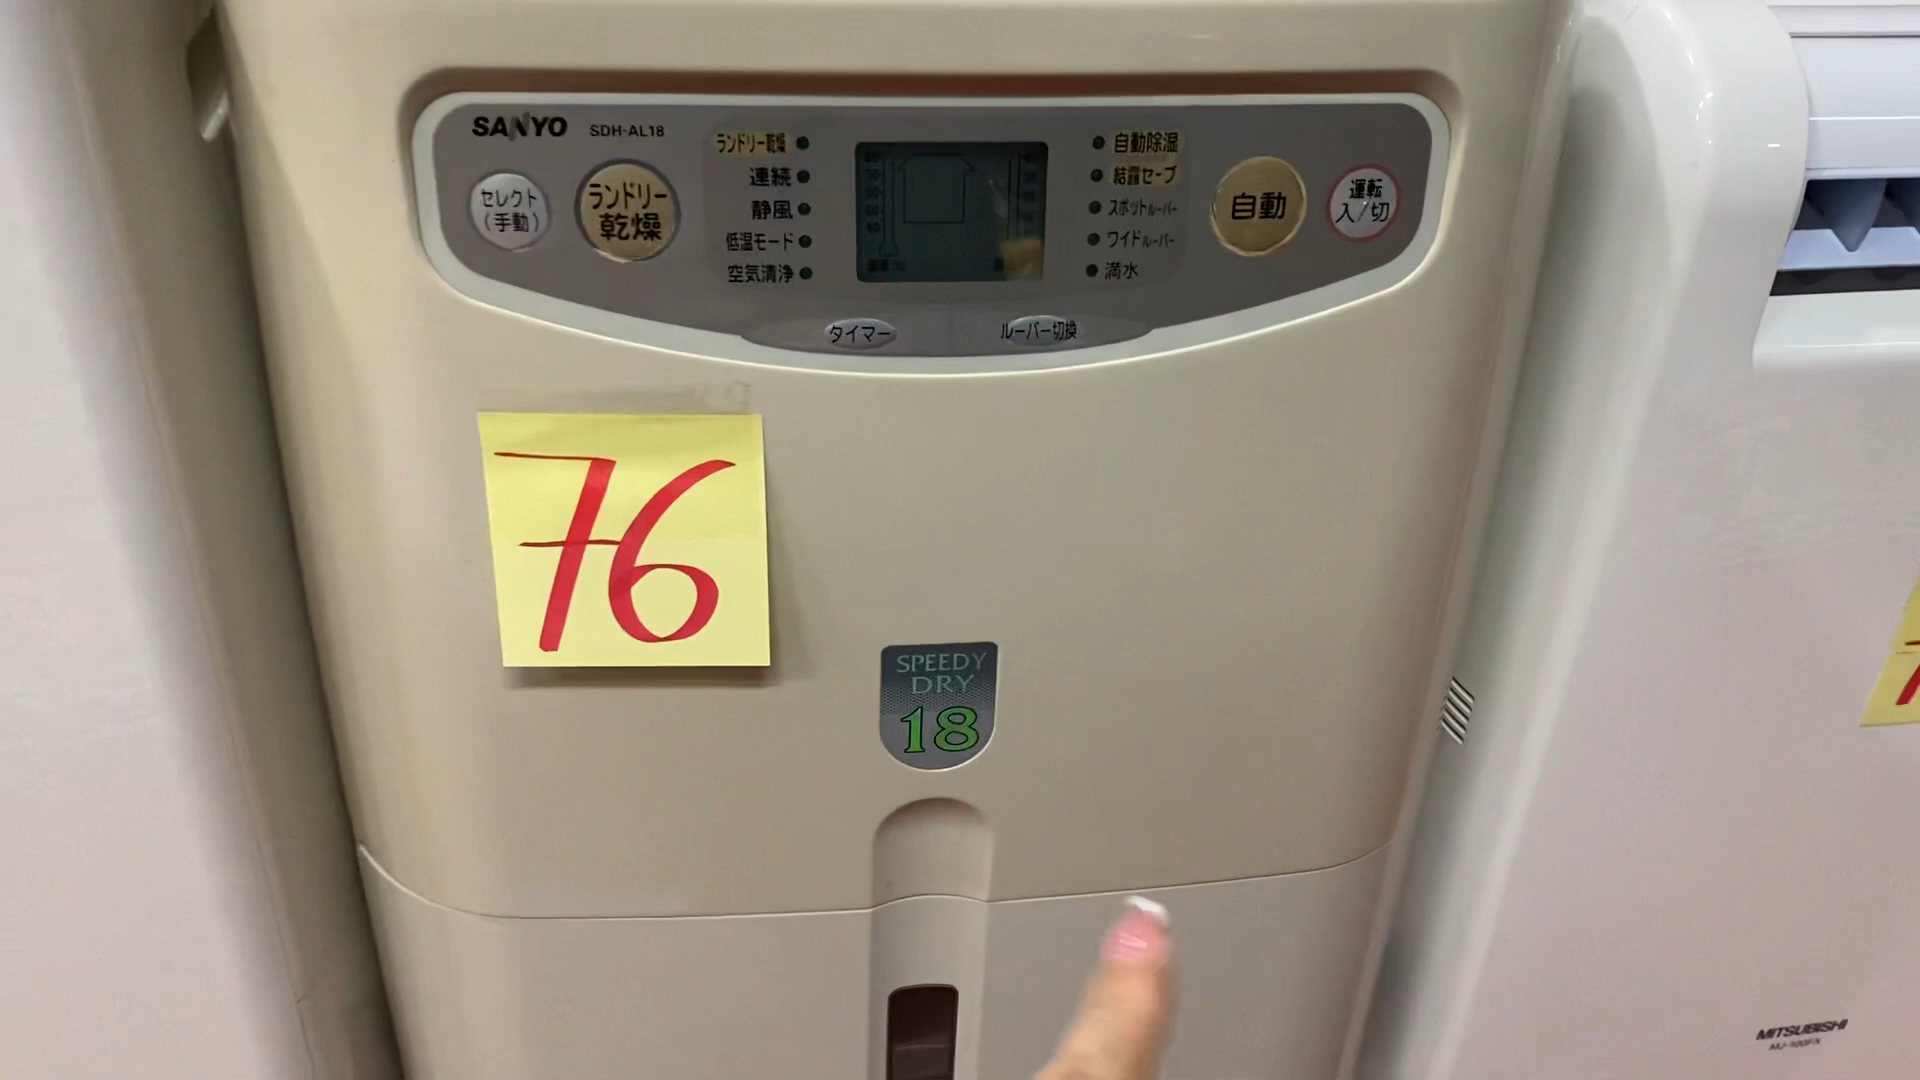 SANYO SDH-AL18
セレクト
(手動)
ランドリー
乾燥
ランドリー乾燥
連続
静風
低温モード
空気清浄
自動除湿
結露セーブ
スポットルーバー
ワイドルーバー
満水
自動
運転
入/切
タイマー
ルーバー切換
76
SPEEDY
DRY
18
MITSUBISHI